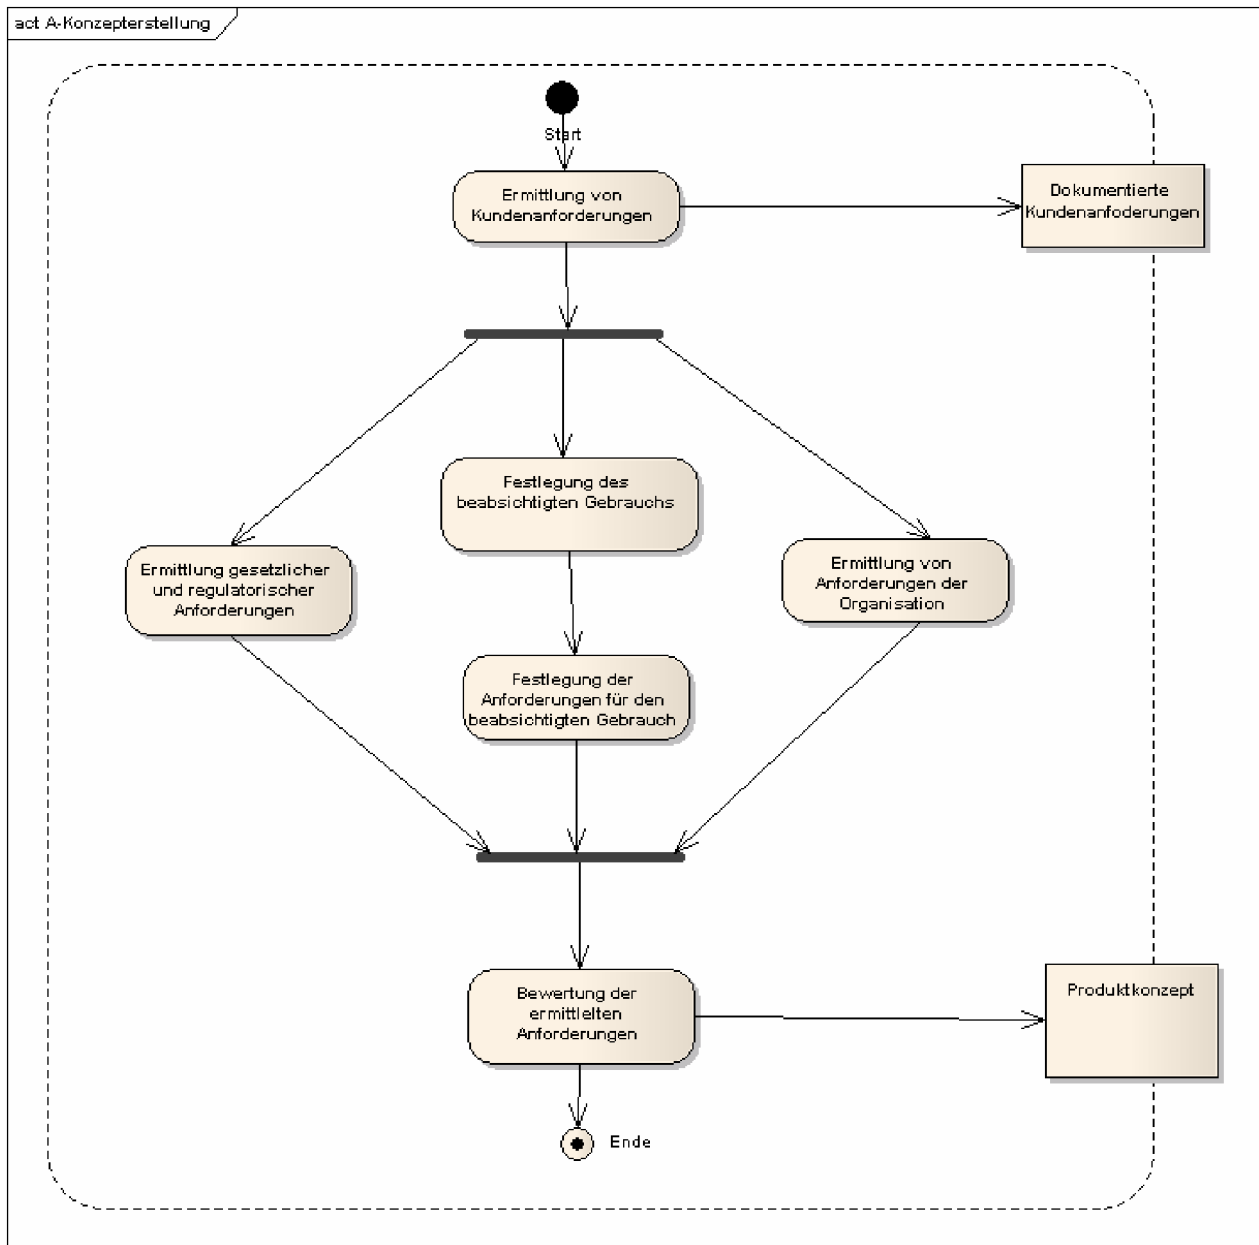 act A-Konzepterstellung
Start
Ermittlung von
Kundenanforderungen
Dokumentierte
Kundenanfoderungen
Festlegung des
beabsichtigten Gebrauchs
Ermittlung gesetzlicher
und regulatorischer
Anforderungen
Ermittlung von
Anforderungen der
Organisation
Festlegung der
Anforderungen für den
beabsichtigten Gebrauch
Bewertung der
ermittlelten
Anforderungen
Produktkonzept
Ende